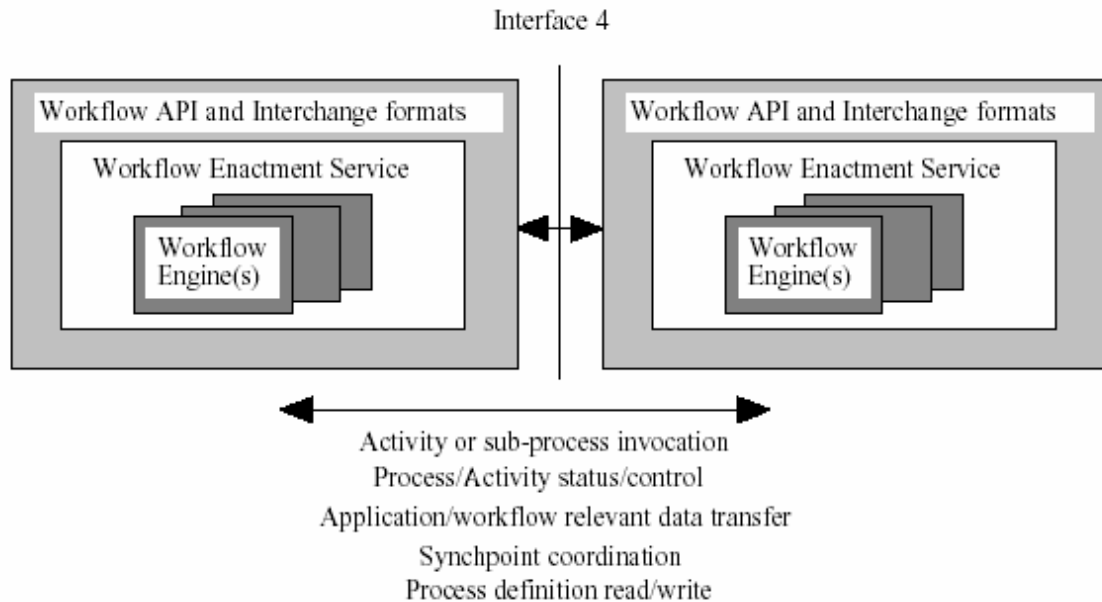 Interface 4
Workflow API and Interchange formats
Workflow Enactment Service
Workflow
Engine(s)
Workflow API and Interchange formats
Workflow Enactment Service
Workflow
Engine(s)
Activity or sub-process invocation
Process/Activity status/control
Application/workflow relevant data transfer
Synchpoint coordination
Process definition read/write